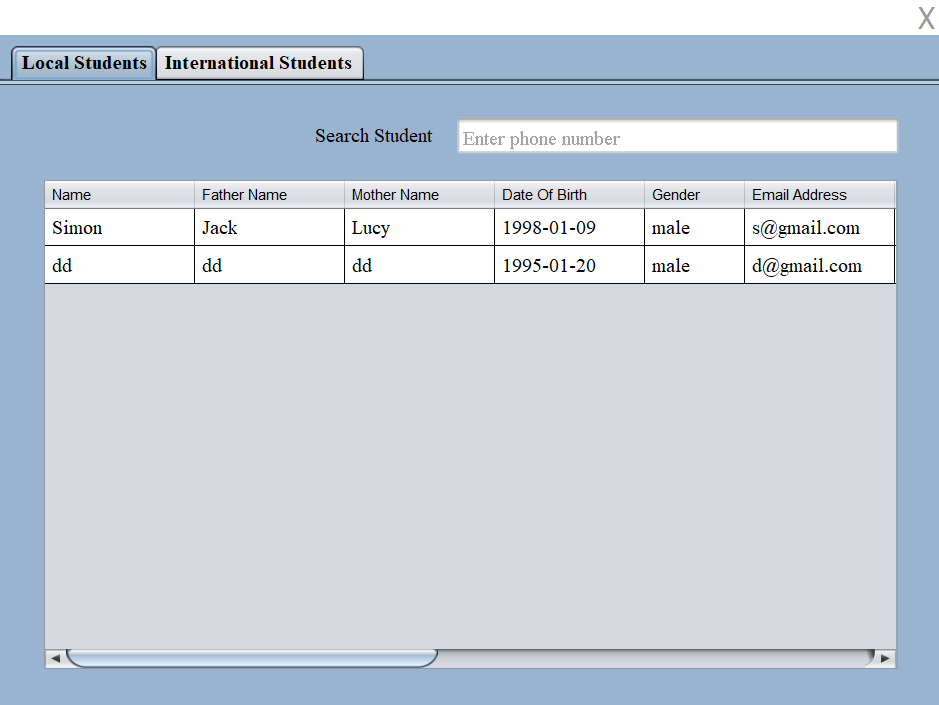 X
Local Students International Students
Search Student Enter phone number
Name Father Name Mother Name Date Of Birth Gender Email Address
Simon Jack Lucy 1998-01-09 male s@gmail.com
dd dd dd 1995-01-20 male d@gmail.com